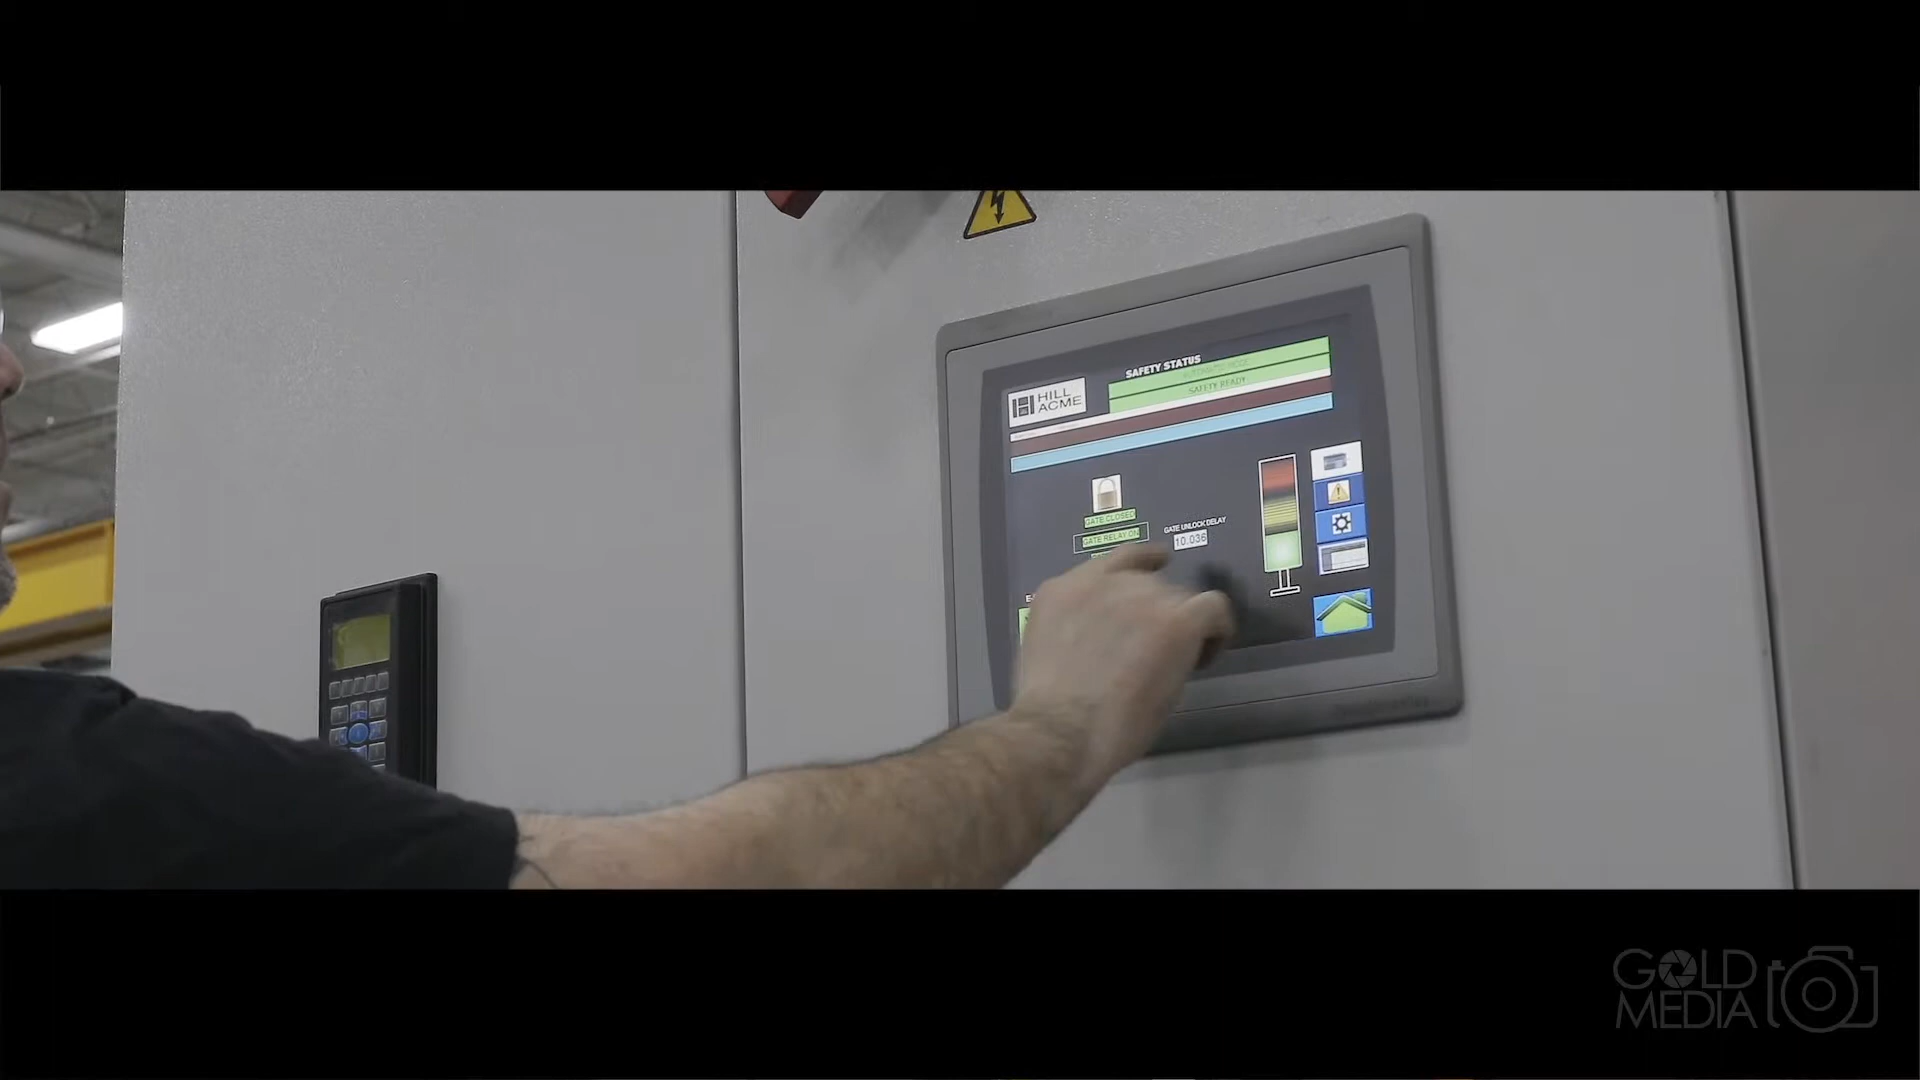 SAFETY STATUS
SAFETY READY
HILL
ACME
GATE CLOSED
GATE UNLOCK DELAY
GATE RELAY ON
10.036
GOLD
MEDIA